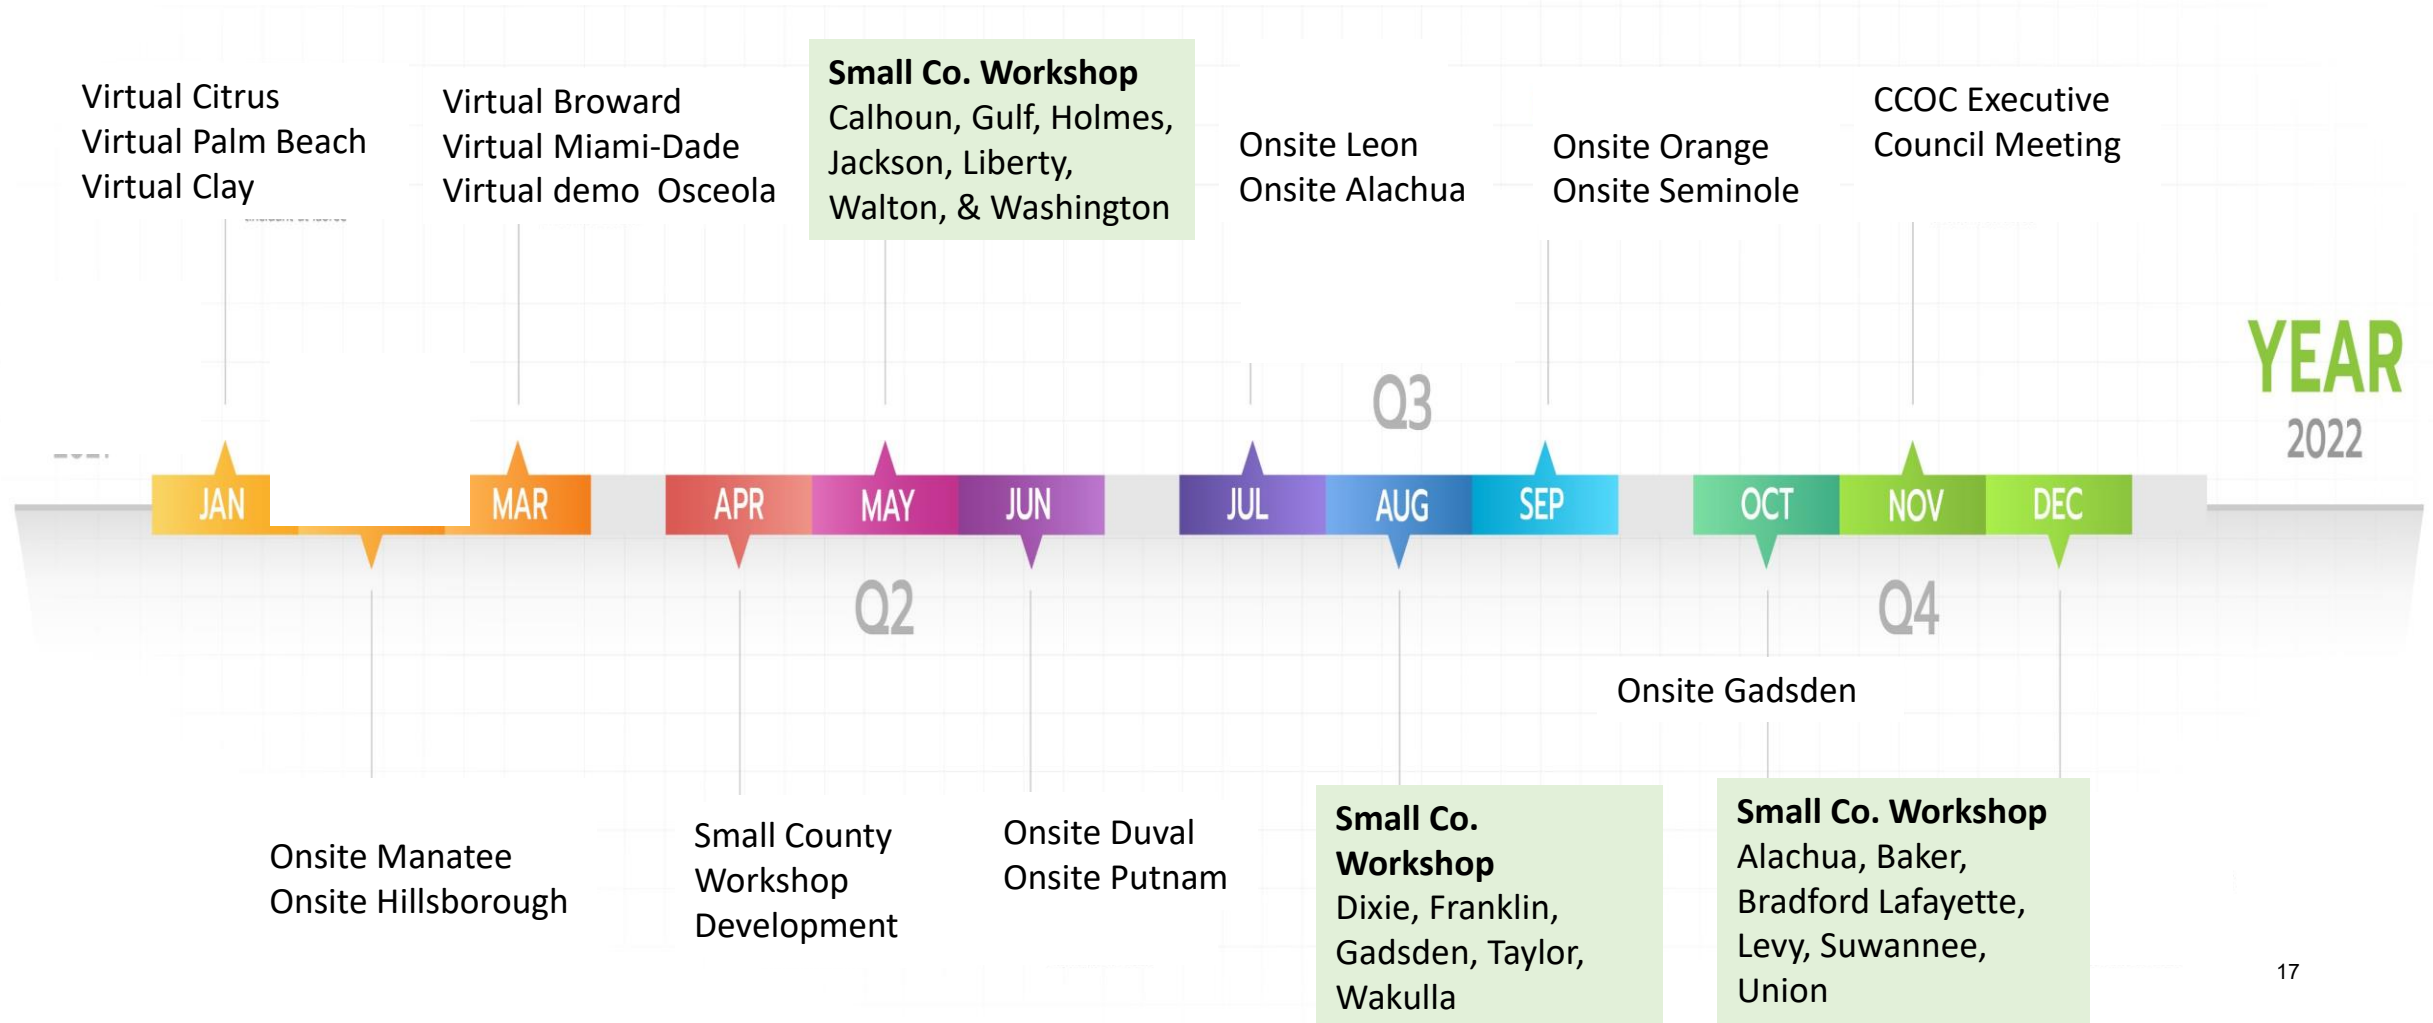 Virtual Citrus
Virtual Palm Beach
Virtual Clay
Virtual Broward
Virtual Miami-Dade
Virtual demo  Osceola
Small Co. Workshop
Calhoun, Gulf, Holmes,
Jackson, Liberty,
Walton, & Washington
Onsite Leon
Onsite Alachua
Onsite Orange
Onsite Seminole
CCOC Executive
Council Meeting
YEAR
2022
Q3
JAN
MAR
APR
MAY
JUN
JUL
AUG
SEP
OCT
NOV
DEC
Q2
Q4
Onsite Manatee
Onsite Hillsborough
Small County
Workshop
Development
Onsite Duval
Onsite Putnam
Small Co.
Workshop
Dixie, Franklin,
Gadsden, Taylor,
Wakulla
Onsite Gadsden
Small Co. Workshop
Alachua, Baker,
Bradford Lafayette,
Levy, Suwannee,
Union
17